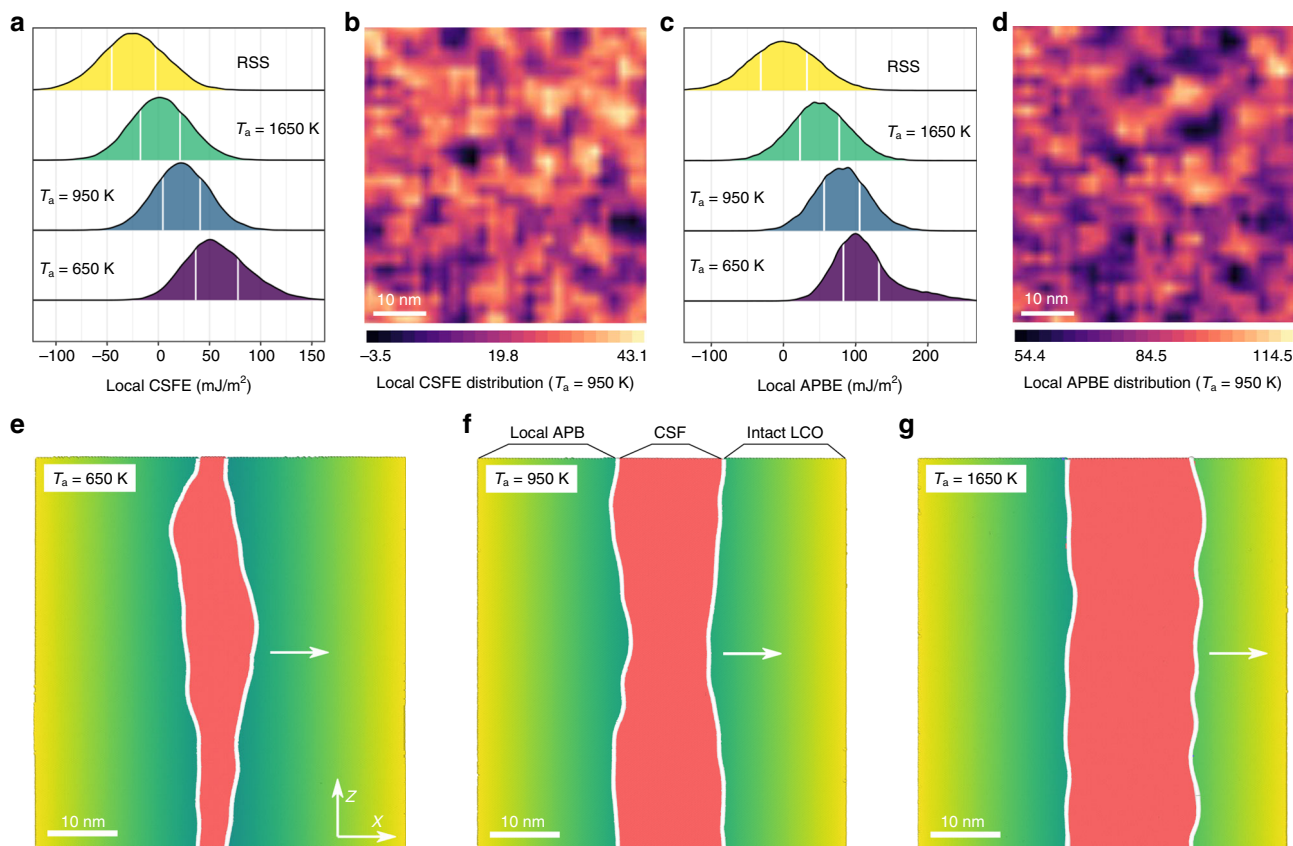 a
RSS
Tₐ = 1650 K
Tₐ = 950 K
Tₐ = 650 K
−100 −50 0 50 100 150
Local CSFE (mJ/m²)
b
10 nm
−3.5 19.8 43.1
Local CSFE distribution (Tₐ = 950 K)
c
RSS
Tₐ = 1650 K
Tₐ = 950 K
Tₐ = 650 K
−100 0 100 200
Local APBE (mJ/m²)
d
10 nm
54.4 84.5 114.5
Local APBE distribution (Tₐ = 950 K)
e
Tₐ = 650 K
Z
X
10 nm
f
Local APB CSF Intact LCO
Tₐ = 950 K
10 nm
g
Tₐ = 1650 K
10 nm